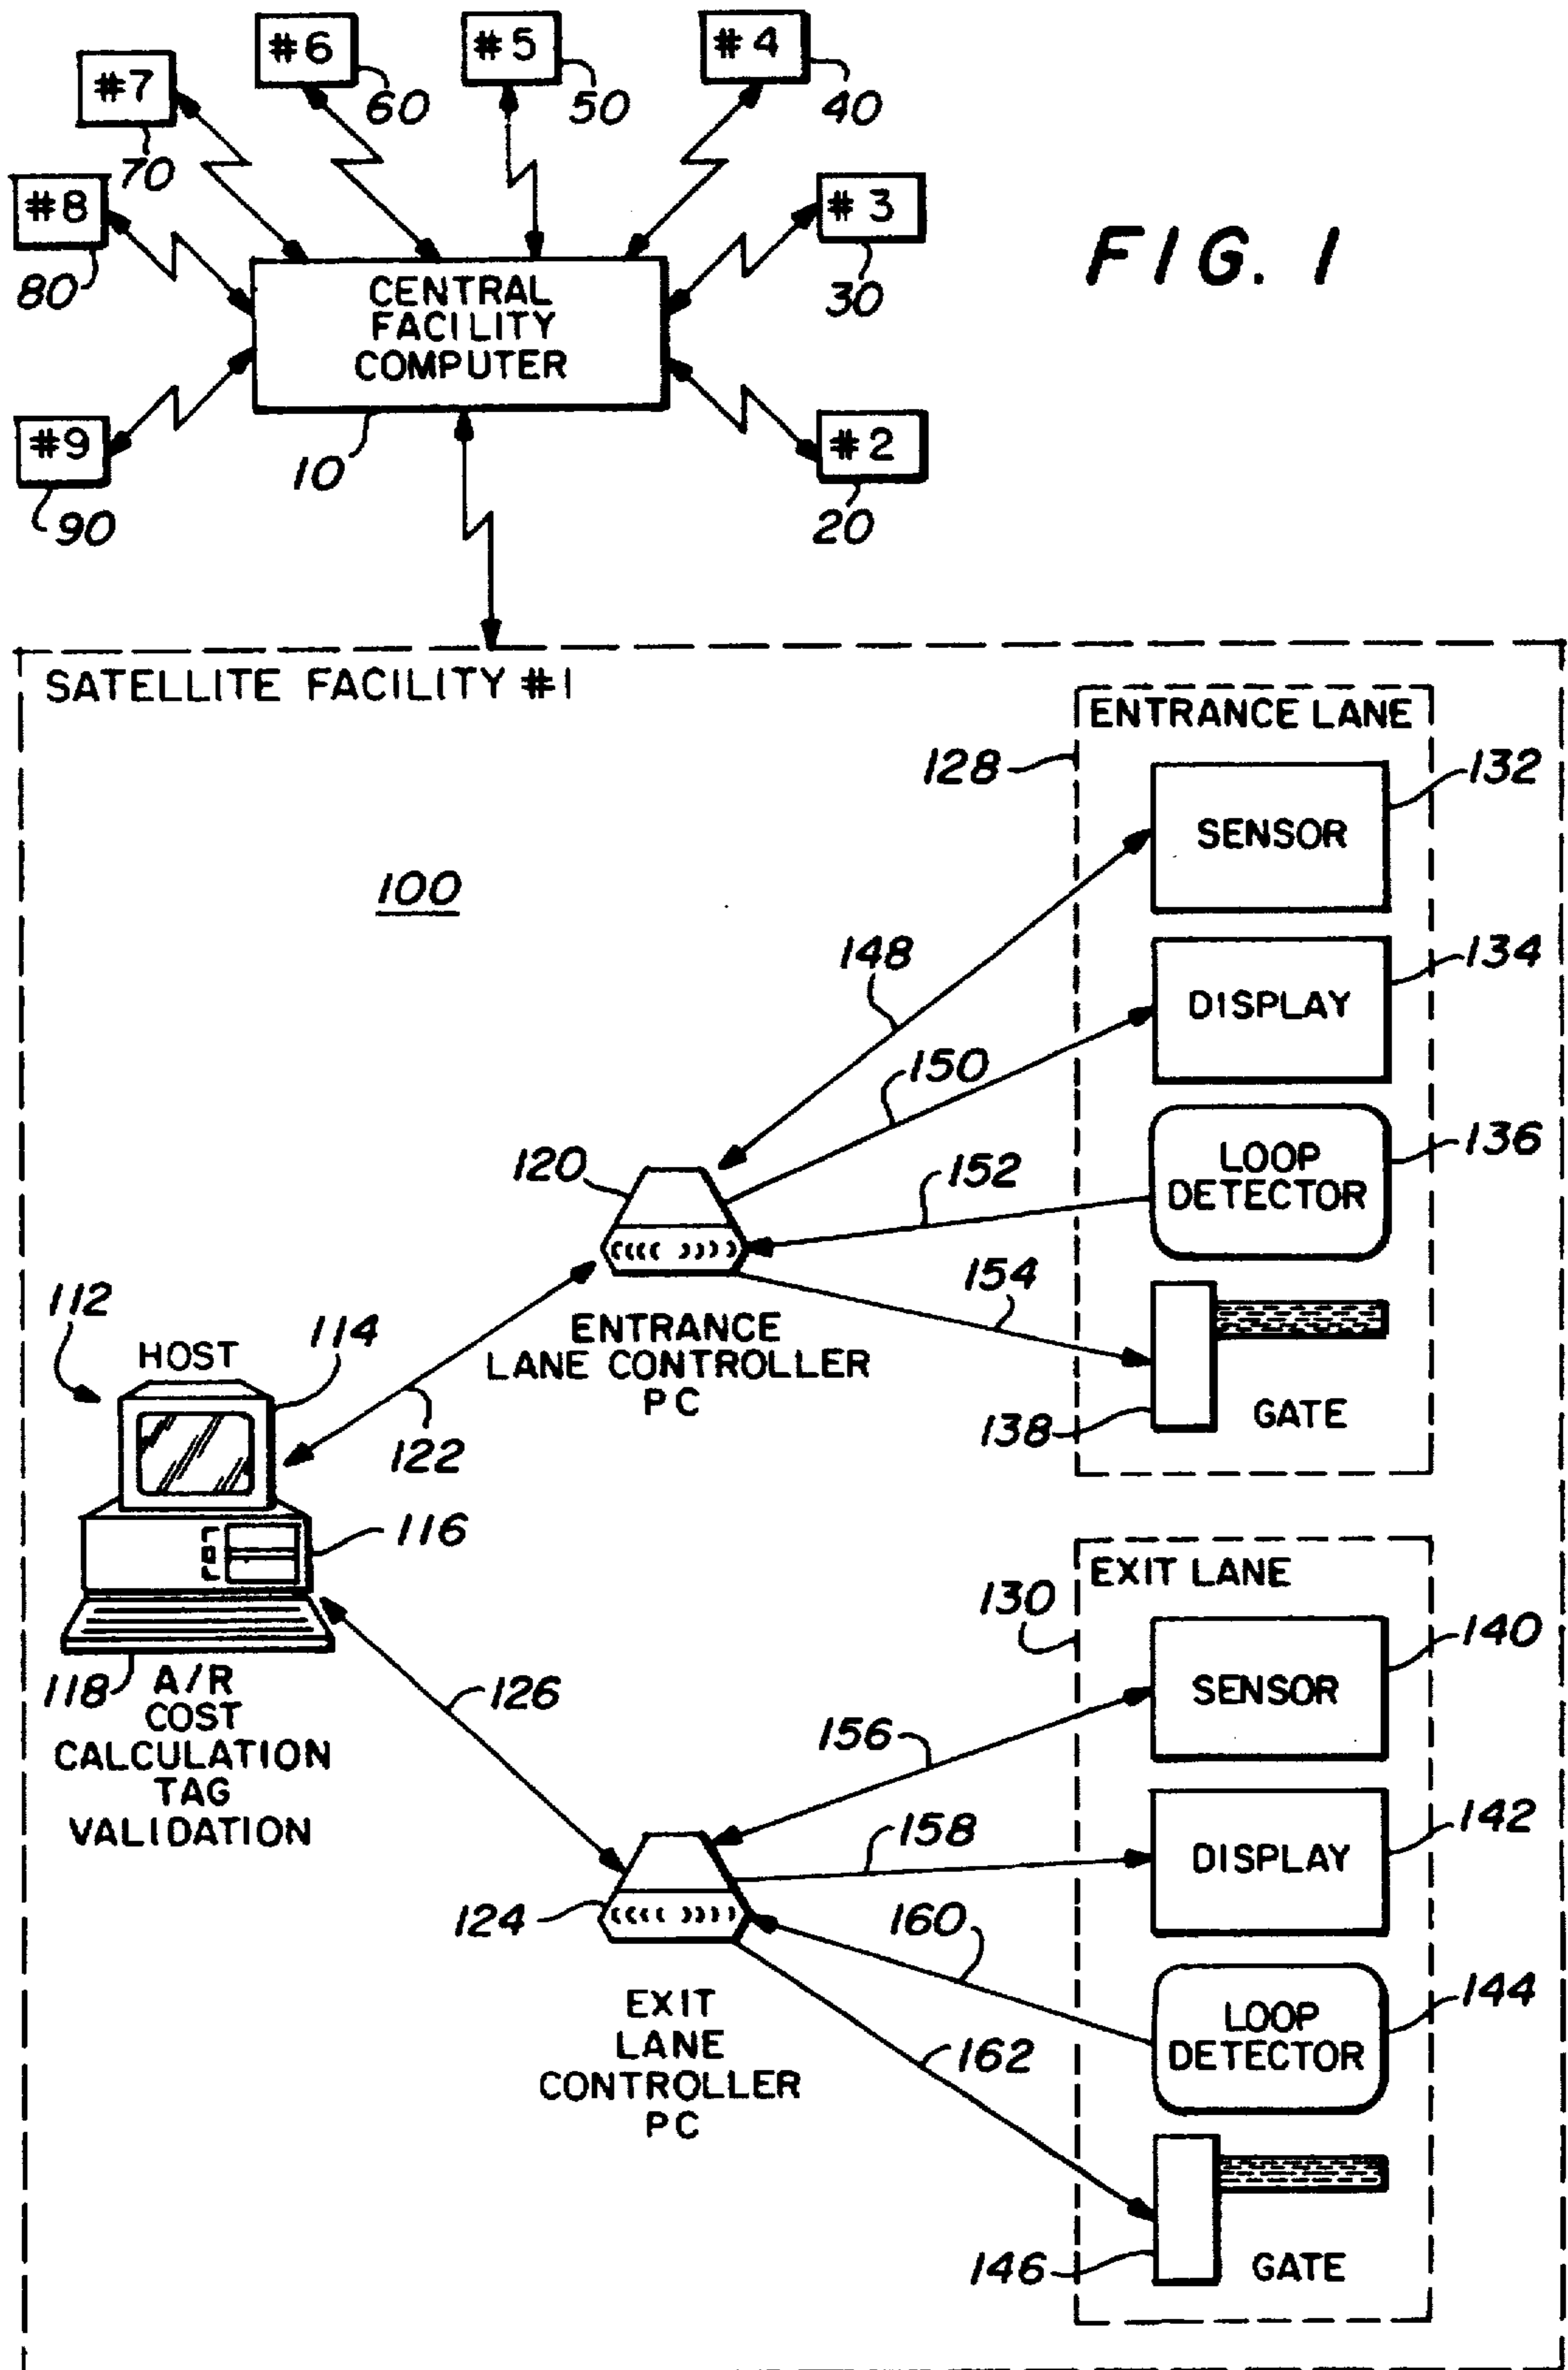 #6
#5
#4
#7
60
50
40
70
#8
#3
80
30
FIG. 1
CENTRAL
FACILITY
COMPUTER
#9
#2
10
90
20
SATELLITE FACILITY #1
ENTRANCE LANE
128
132
SENSOR
100
148
134
DISPLAY
150
136
LOOP
DETECTOR
120
152
154
112
114
HOST
ENTRANCE
LANE CONTROLLER
PC
122
138
GATE
116
EXIT LANE
130
140
SENSOR
118
A/R
COST
CALCULATION
TAG
VALIDATION
126
156
142
DISPLAY
158
124
160
144
LOOP
DETECTOR
EXIT
LANE
CONTROLLER
PC
162
146
GATE